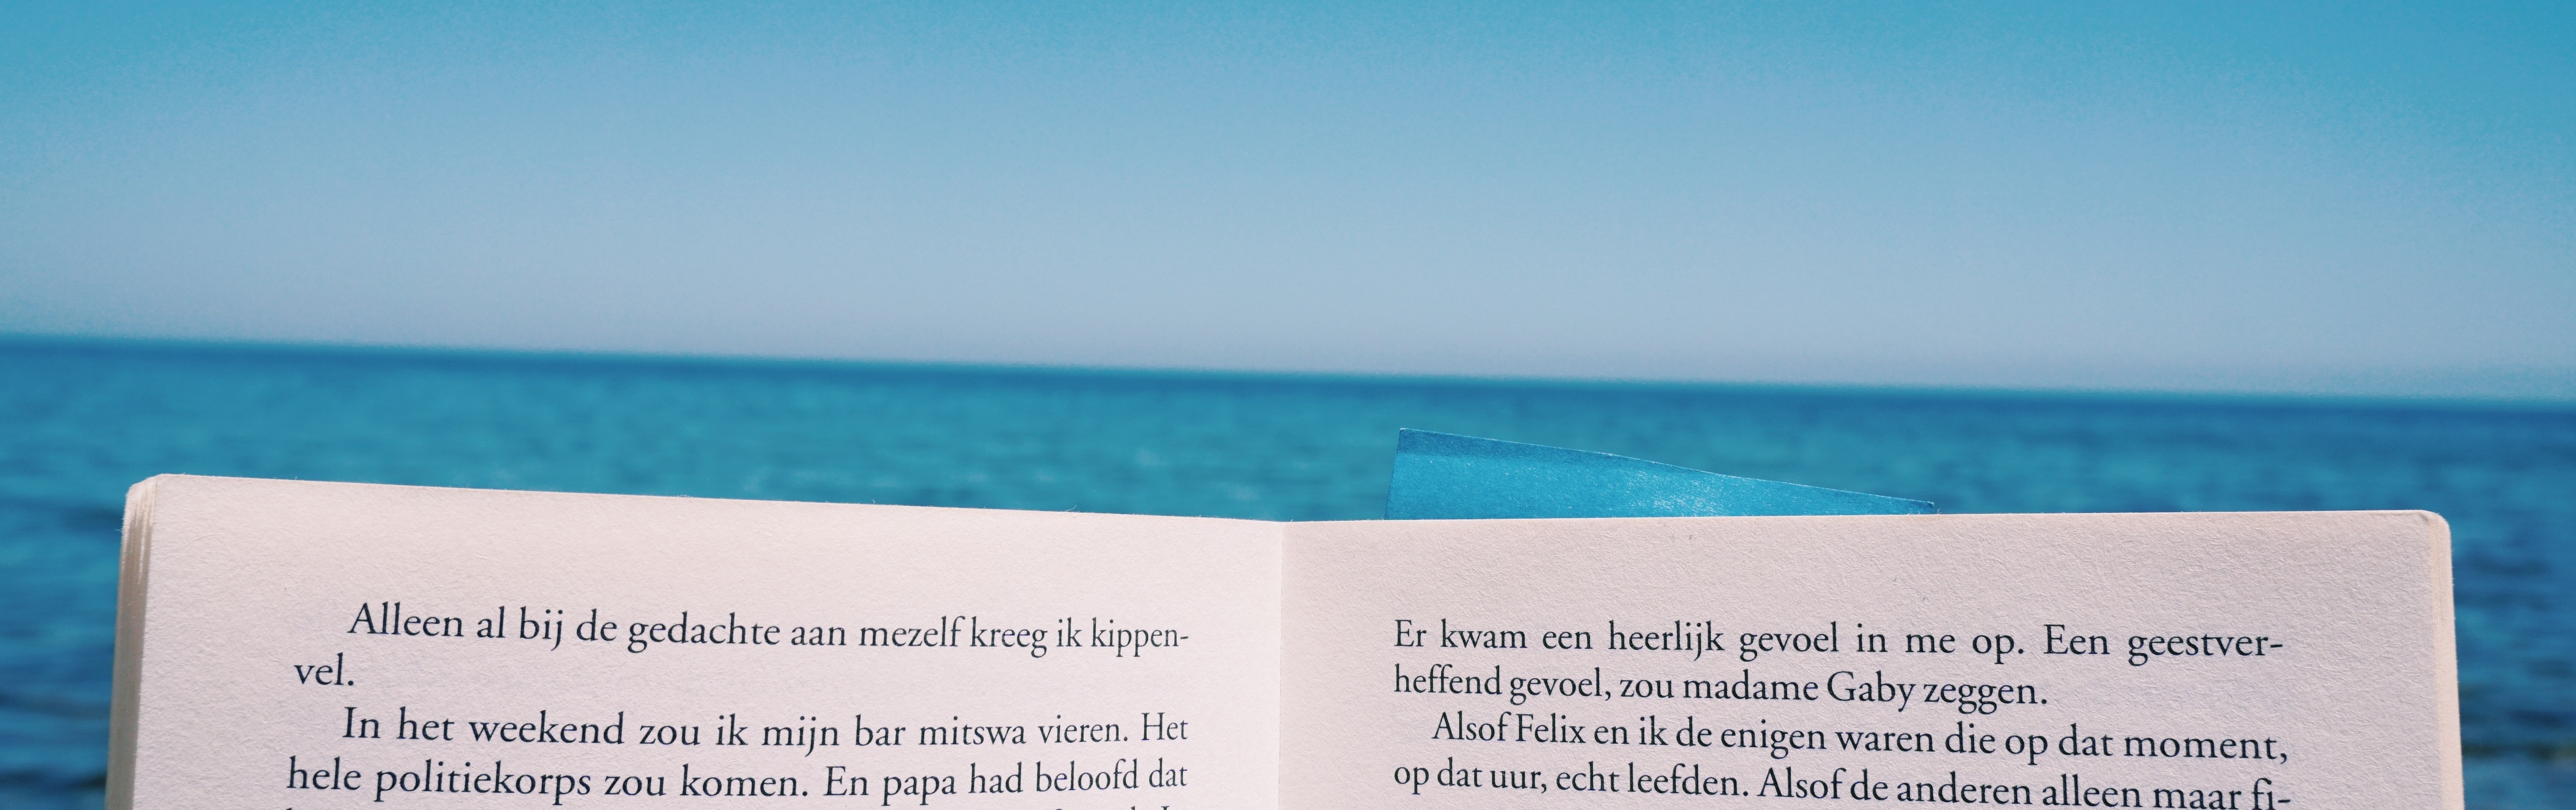 Alleen al bij de gedachte aan mezelf kreeg ik kippen-
vel.
In het weekend zou ik mijn bar mitswa vieren. Het
hele politiekorps zou komen. En papa had beloofd dat
Er kwam een heerlijk gevoel in me op. Een geestver-
heffend gevoel, zou madame Gaby zeggen.
Alsof Felix en ik de enigen waren die op dat moment,
op dat uur, echt leefden. Alsof de anderen alleen maar fi-